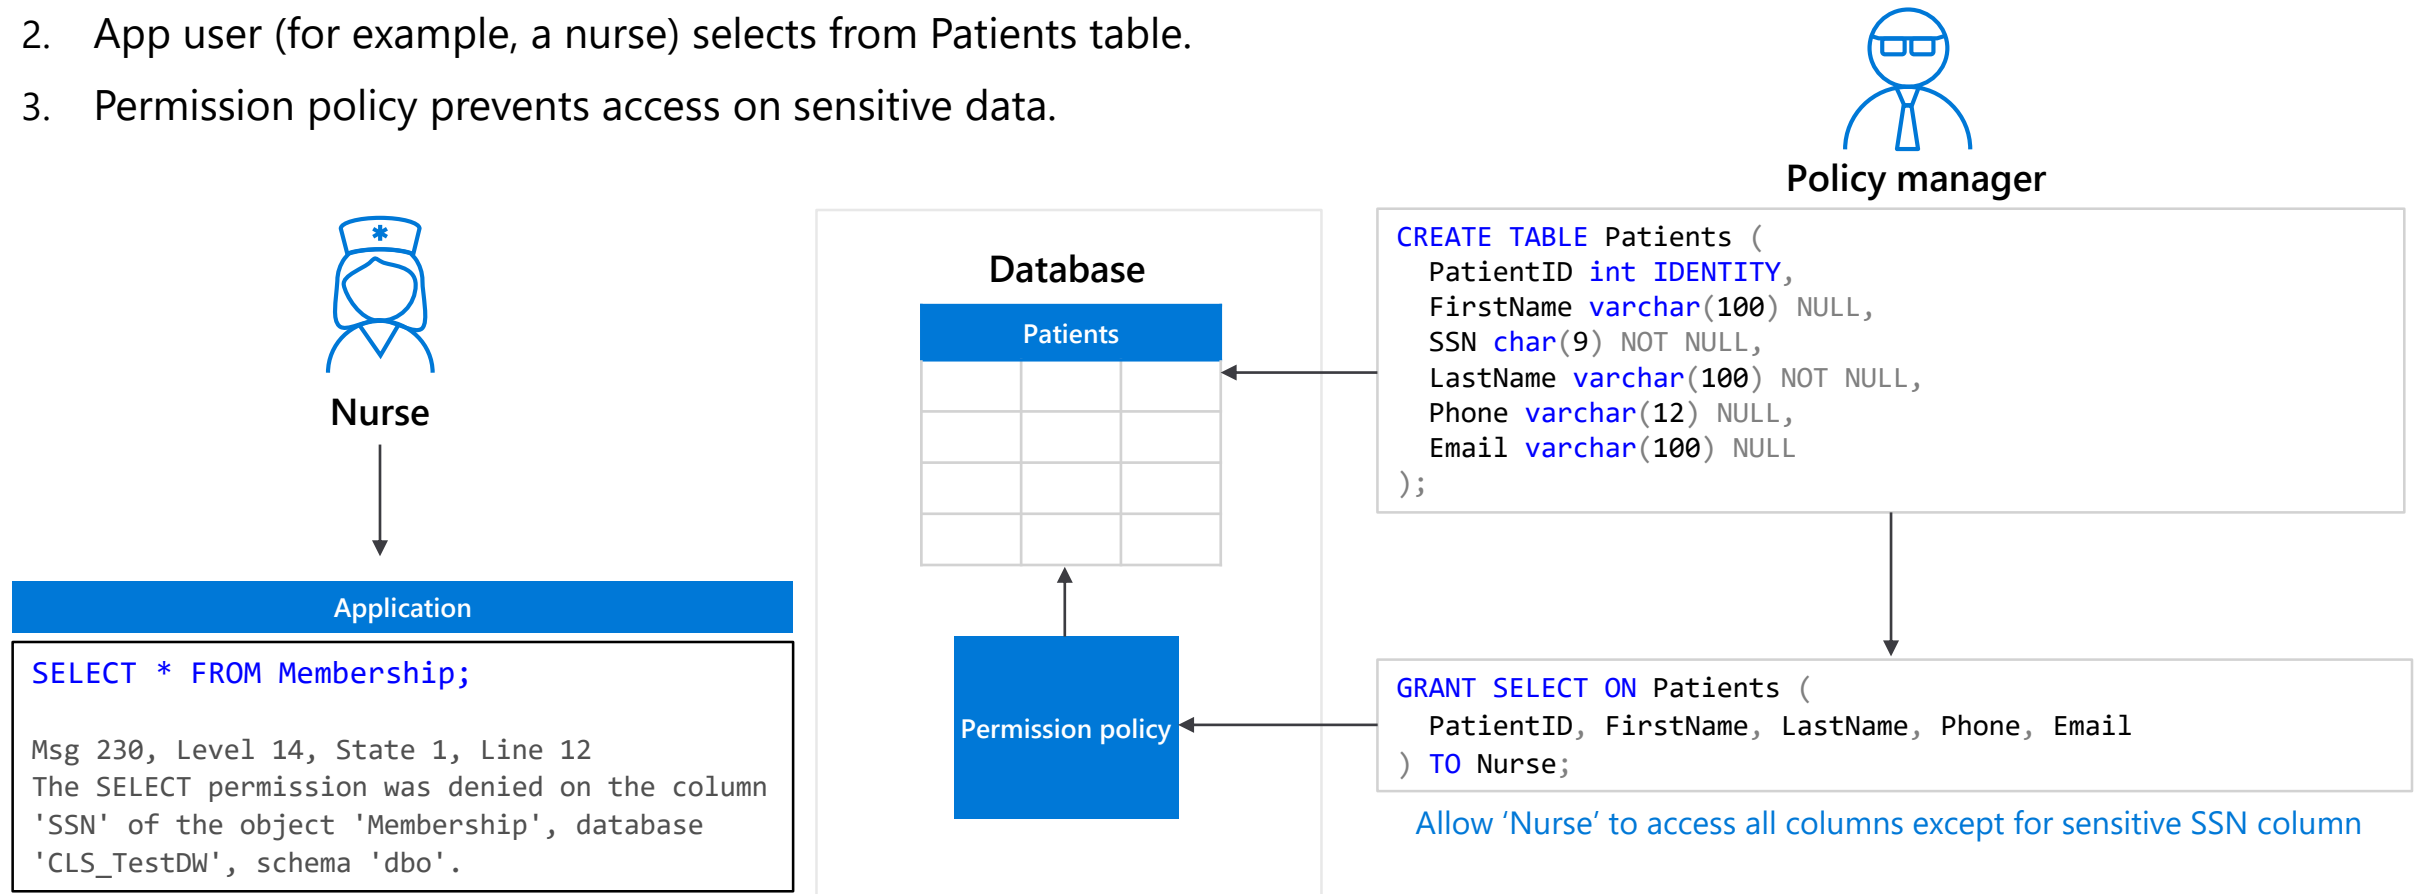 2. App user (for example, a nurse) selects from Patients table.
3. Permission policy prevents access on sensitive data.
Policy manager
Nurse
Database
Patients
CREATE TABLE Patients (
PatientID int IDENTITY,
FirstName varchar(100) NULL,
SSN char(9) NOT NULL,
LastName varchar(100) NOT NULL,
Phone varchar(12) NULL,
Email varchar(100) NULL
);
Application
SELECT * FROM Membership;
Msg 230, Level 14, State 1, Line 12
The SELECT permission was denied on the column
'SSN' of the object 'Membership', database
'CLS_TestDW', schema 'dbo'.
Permission policy
GRANT SELECT ON Patients (
PatientID, FirstName, LastName, Phone, Email
) TO Nurse;
Allow ‘Nurse’ to access all columns except for sensitive SSN column